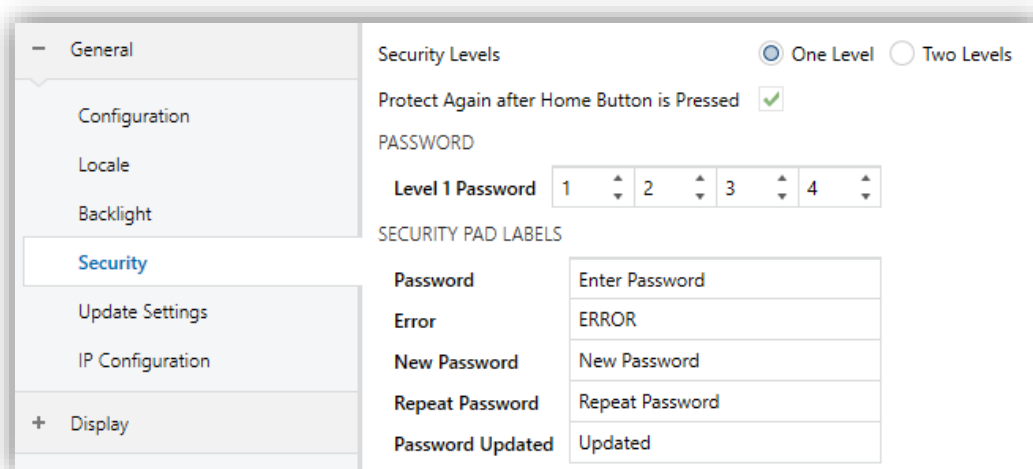 General
Configuration
Locale
Backlight
Security
Update Settings
IP Configuration
Display
Security Levels One Level Two Levels
Protect Again after Home Button is Pressed
PASSWORD
Level 1 Password 1 2 3 4
SECURITY PAD LABELS
Password Enter Password
Error ERROR
New Password New Password
Repeat Password Repeat Password
Password Updated Updated